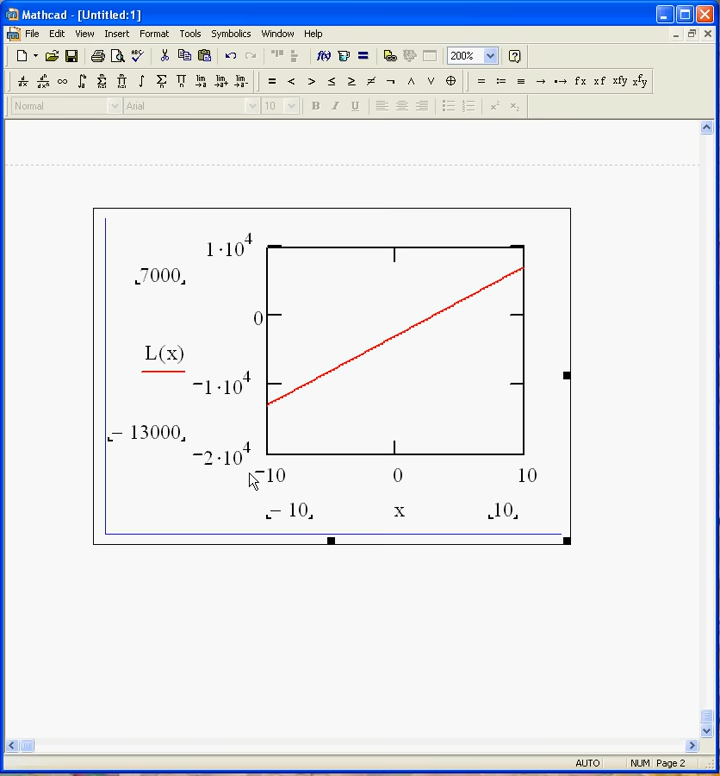 Mathcad - [Untitled:1]
File Edit View Insert Format Tools Symbolics Window Help
200%
Normal Arial 10 B I U
1·10⁴
7000
0
L(x)
−1·10⁴
− 13000
−2·10⁴
−10 0 10
− 10 x 10
AUTO NUM Page 2